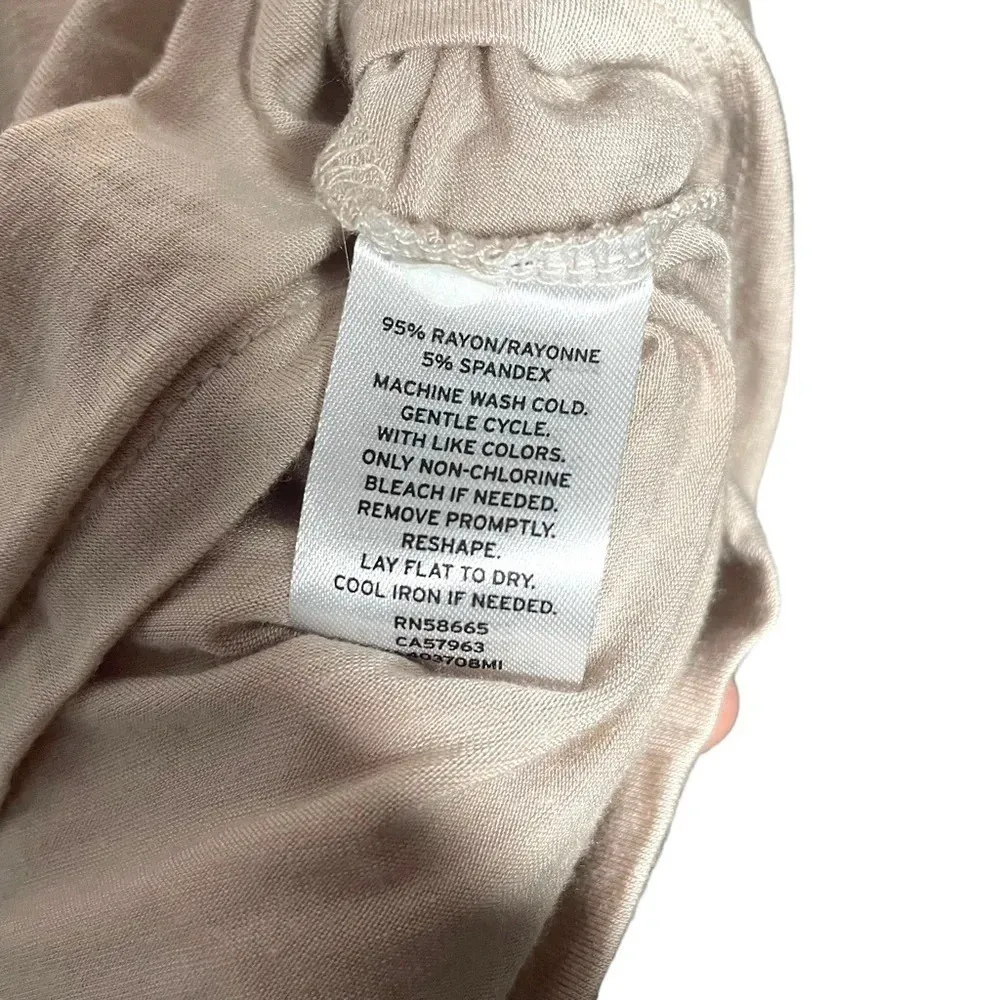 95% RAYON/RAYONNE
5% SPANDEX
MACHINE WASH COLD.
GENTLE CYCLE.
WITH LIKE COLORS.
ONLY NON-CHLORINE
BLEACH IF NEEDED.
REMOVE PROMPTLY.
RESHAPE.
LAY FLAT TO DRY.
COOL IRON IF NEEDED.
RN58665
CA57963